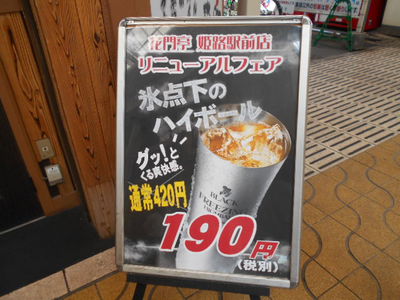 花門亭 姫路駅前店
リニューアルフェア
氷点下の
ハイボール
グッ!と
くる爽快感。
通常420円
190円
(税別)
BLACK
FREEZING
HIGHBALL